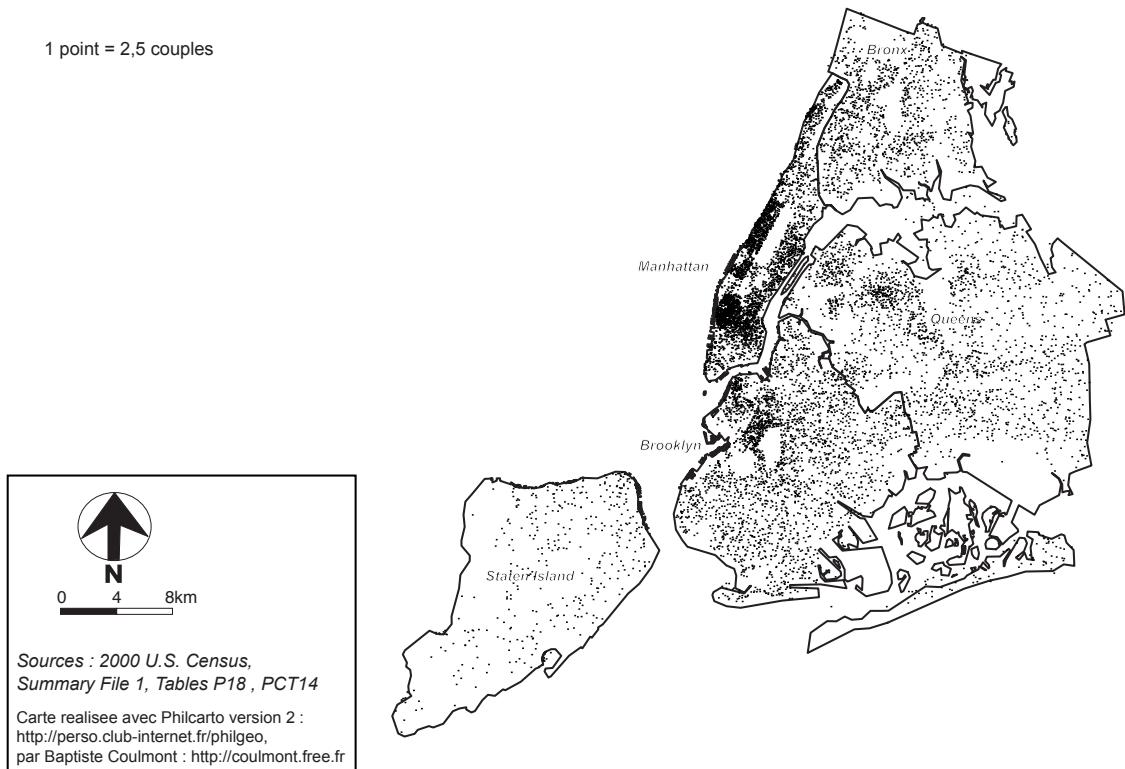 1 point = 2,5 couples
Bronx
Manhattan
Queens
Brooklyn
Staten Island
N
0 4 8km
Sources : 2000 U.S. Census,
Summary File 1, Tables P18 , PCT14
Carte realisee avec Philcarto version 2 :
http://perso.club-internet.fr/philgeo,
par Baptiste Coulmont : http://coulmont.free.fr